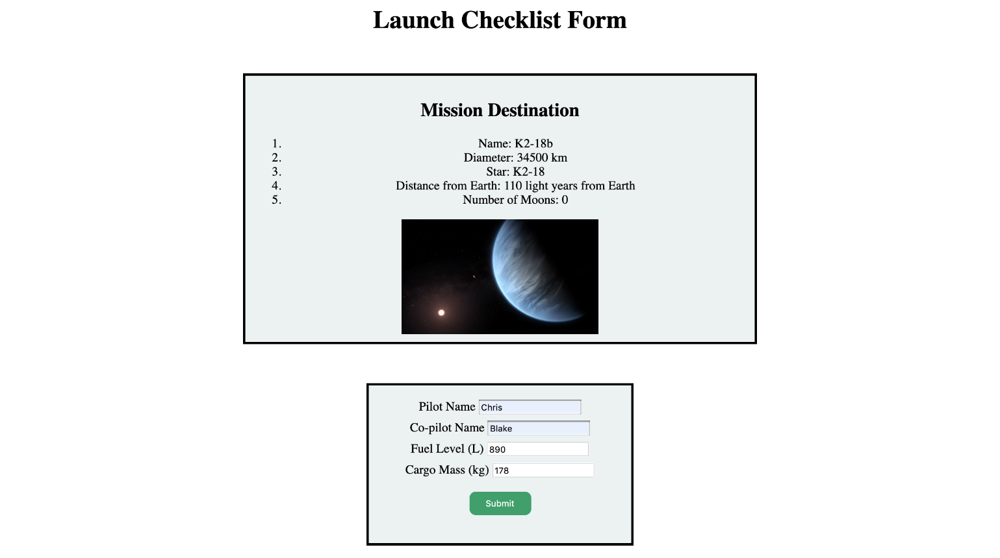 Launch Checklist Form
Mission Destination
1. Name: K2-18b
2. Diameter: 34500 km
3. Star: K2-18
4. Distance from Earth: 110 light years from Earth
5. Number of Moons: 0
Pilot Name Chris
Co-pilot Name Blake
Fuel Level (L) 890
Cargo Mass (kg) 178
Submit